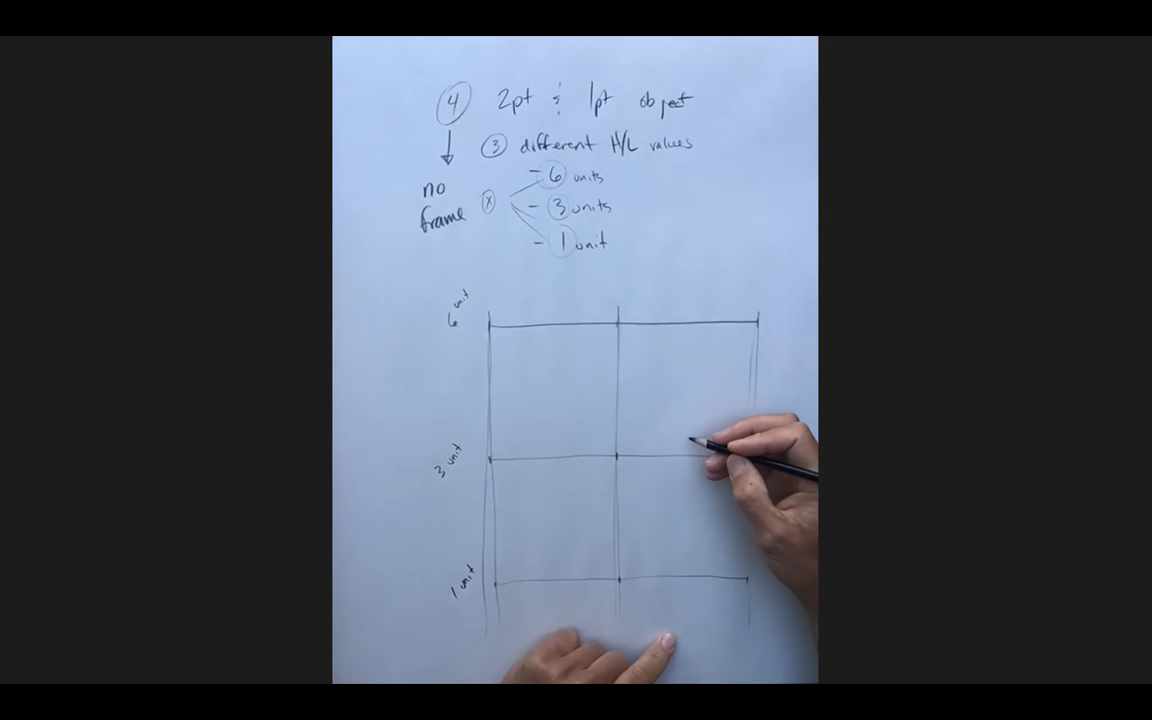 4 2pt & 1pt object
3 different H/L values
no frame
x
- 6 units
- 3 units
- 1 unit
6 unit
3 unit
1 unit